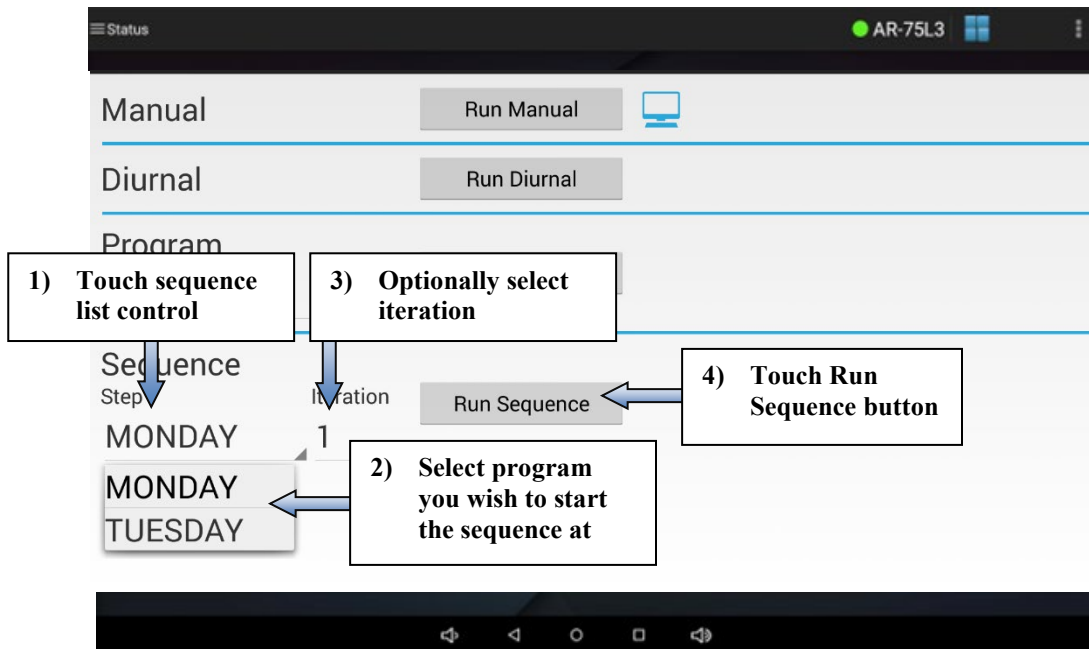 Status
AR-75L3
Manual
Run Manual
Diurnal
Run Diurnal
Program
1) Touch sequence
list control
3) Optionally select
iteration
Sequence
Step
Iteration
Run Sequence
4) Touch Run
Sequence button
MONDAY
1
MONDAY
TUESDAY
2) Select program
you wish to start
the sequence at